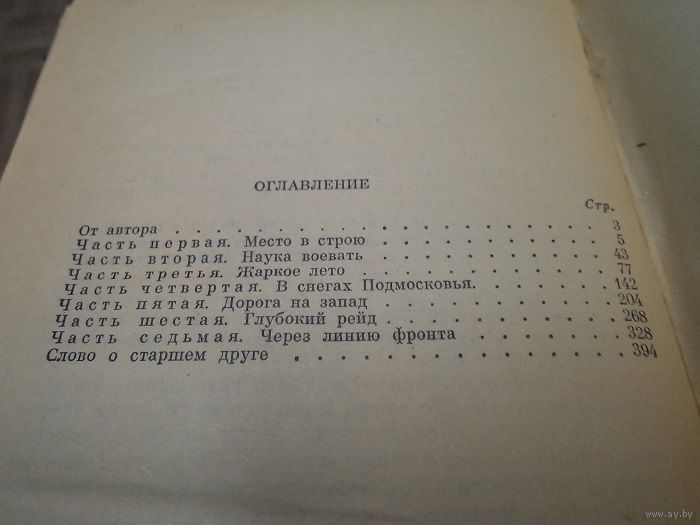 ОГЛАВЛЕНИЕ
Стр.
От автора . . . . . . . . . . . . . . . . 3
Часть первая. Место в строю . . . . . . . . . . 5
Часть вторая. Наука воевать . . . . . . . . . . 43
Часть третья. Жаркое лето . . . . . . . . . . 77
Часть четвертая. В снегах Подмосковья. . . . . . . 142
Часть пятая. Дорога на запад . . . . . . . . . . 204
Часть шестая. Глубокий рейд . . . . . . . . . . 268
Часть седьмая. Через линию фронта . . . . . . . 328
Слово о старшем друге . . . . . . . . . . . . . 394
www.ay.by